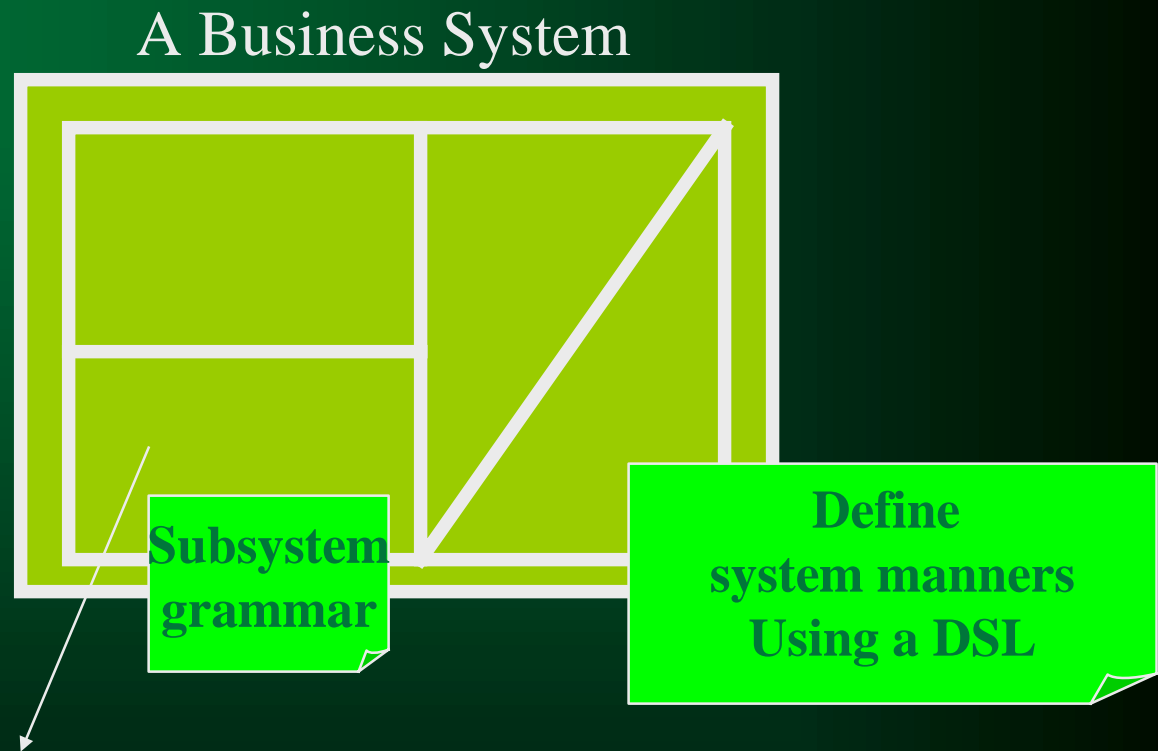 A Business System
Subsystem
grammar
Define
system manners
Using a DSL